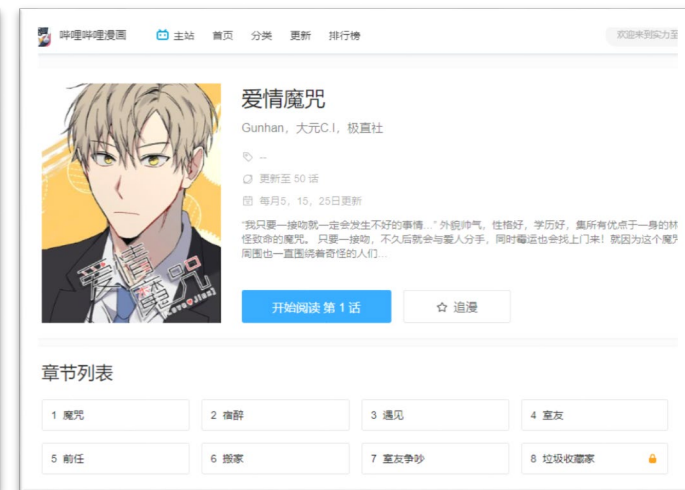 哔哩哔哩漫画 主站 首页 分类 更新 排行榜 欢迎来到实力至
爱情魔咒
Gunhan，大元C.I，极直社
--
更新至 50 话
每月5，15，25日更新
“我只要一接吻就一定会发生不好的事情...” 外貌帅气。性格好，学历好，集所有优点于一身的林
怪致命的魔咒。 只要一接吻，不久后就会与爱人分手，同时霉运也会找上门来！就因为这个魔咒
周围也一直围绕着奇怪的人们...
爱情
魔咒
开始阅读 第 1 话 追漫
章节列表
1 魔咒 2 宿醉 3 遇见 4 室友
5 前任 6 搬家 7 室友争吵 8 垃圾收藏家